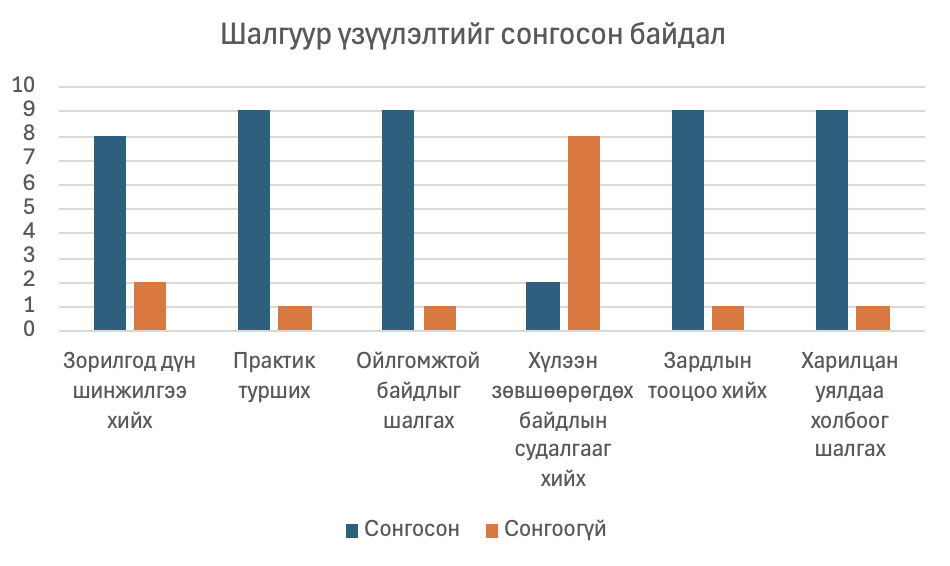 Шалгуур үзүүлэлтийг сонгосон байдал
10
9
8
7
6
5
4
3
2
1
0
Зорилгод дүн
шинжилгээ
хийх
Практик
турших
Ойлгомжтой
байдлыг
шалгах
Хүлээн
зөвшөөрөгдөх
байдлын
судалгааг
хийх
Зардлын
тооцоо хийх
Харилцан
уялдаа
холбоог
шалгах
Сонгосон
Сонгоогүй